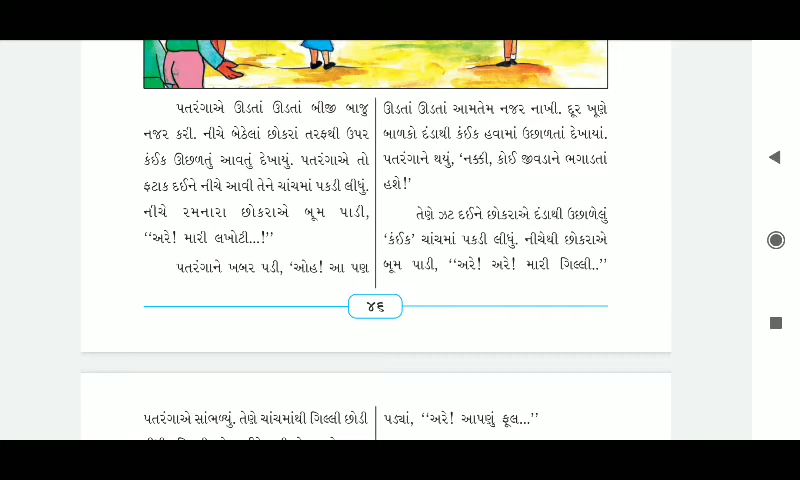 પતરંગાએ ઊડતાં ઊડતાં બીજી બાજુ
નજર કરી. નીચે બેઠેલાં છોકરાં તરફથી ઉપર
કંઈક ઊછળતું આવતું દેખાયું. પતરંગાએ તો
ફટાક દઈને નીચે આવી તેને ચાંચમાં પકડી લીધું.
નીચે રમનારા છોકરાએ બૂમ પાડી,
‘‘અરે! મારી લખોટી...!’’
પતરંગાને ખબર પડી, ‘ઓહ! આ પણ
ઊડતાં ઊડતાં આમતેમ નજર નાખી. દૂર ખૂણે
બાળકો દંડાથી કંઈક હવામાં ઉછાળતાં દેખાયાં.
પતરંગાને થયું, ‘નક્કી, કોઈ જીવડાને ભગાડતાં
હશે!’
તેણે ઝટ દઈને છોકરાએ દંડાથી ઉછાળેલું
‘કંઈક’ ચાંચમાં પકડી લીધું. નીચેથી છોકરાએ
બૂમ પાડી, ‘‘અરે! અરે! મારી ગિલ્લી..’’
૪૬
પતરંગાએ સાંભળ્યું. તેણે ચાંચમાંથી ગિલ્લી છોડી
પડ્યાં, ‘‘અરે! આપણું ફૂલ...’’